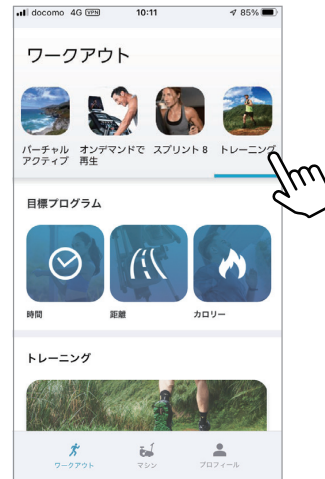 docomo 4G VPN 10:11 85%
ワークアウト
バーチャル
アクティブ
オンデマンドで
再生
スプリント 8
トレーニング
目標プログラム
時間
距離
カロリー
トレーニング
ワークアウト
マシン
プロフィール